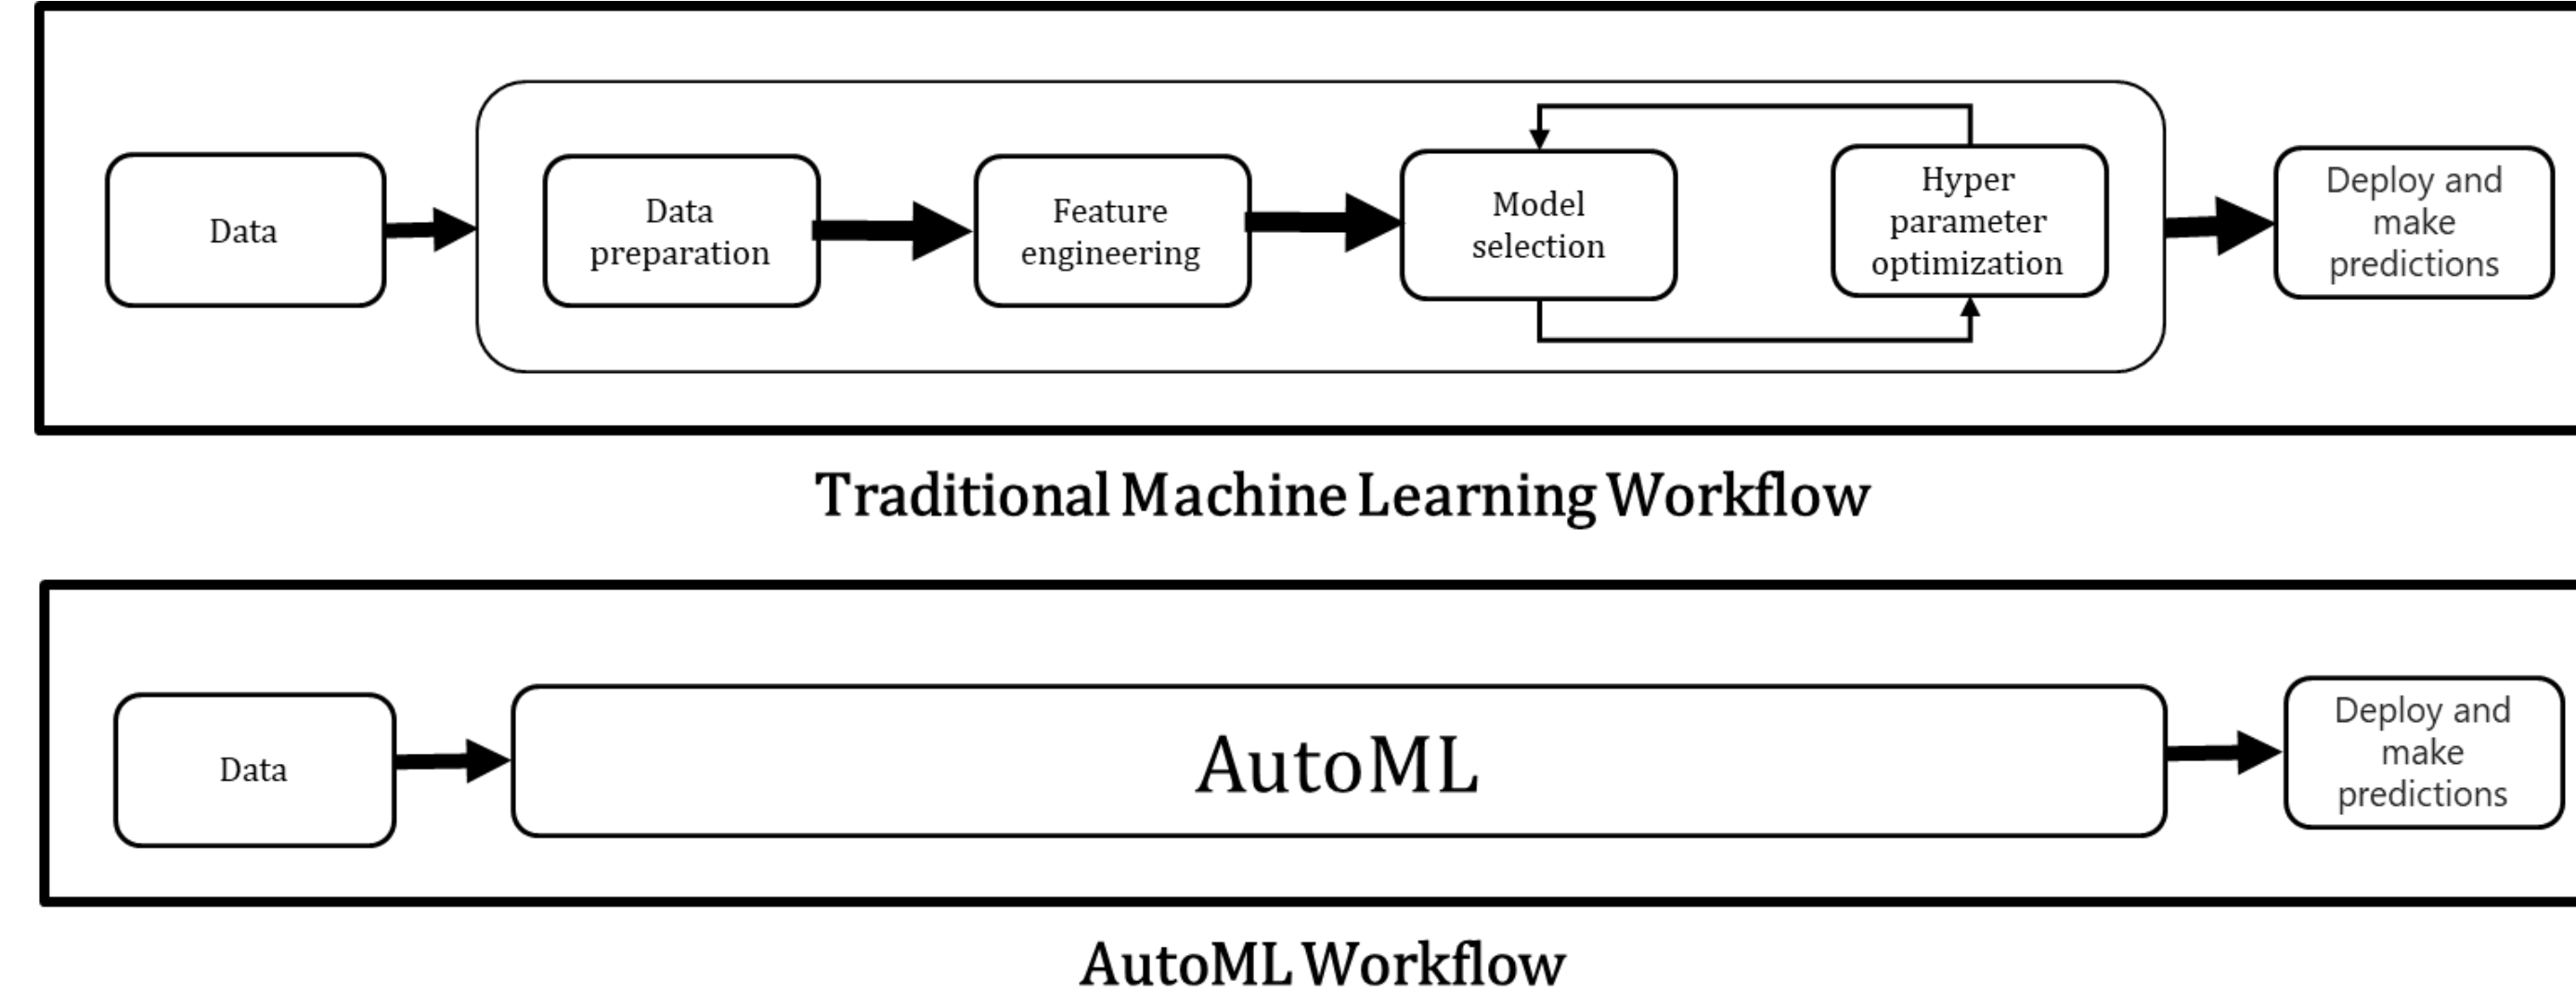 Data
Data
preparation
Feature
engineering
Model
selection
Hyper
parameter
optimization
Deploy and
make
predictions
Traditional Machine Learning Workflow
Data
AutoML
Deploy and
make
predictions
AutoML Workflow